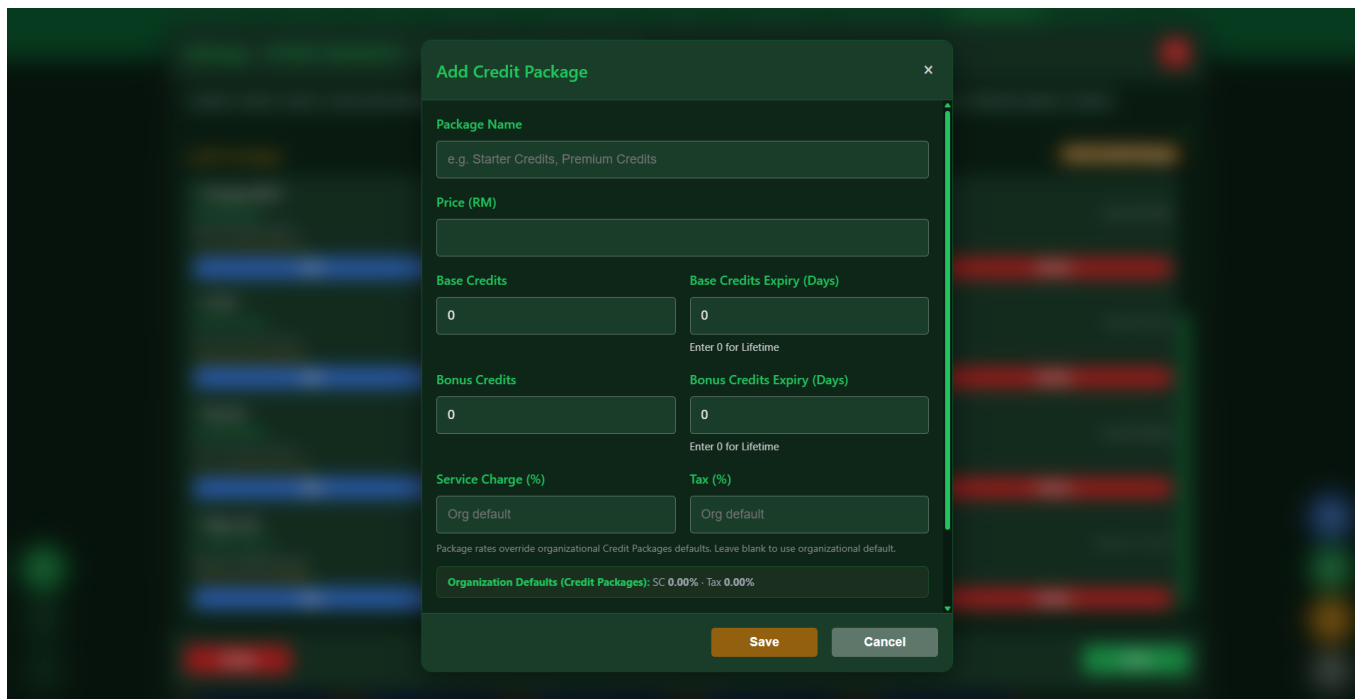 Add Credit Package
×
Package Name
e.g. Starter Credits, Premium Credits
Price (RM)
Base Credits
Base Credits Expiry (Days)
0
0
Enter 0 for Lifetime
Bonus Credits
Bonus Credits Expiry (Days)
0
0
Enter 0 for Lifetime
Service Charge (%)
Tax (%)
Org default
Org default
Package rates override organizational Credit Packages defaults. Leave blank to use organizational default.
Organization Defaults (Credit Packages): SC 0.00% · Tax 0.00%
Save
Cancel